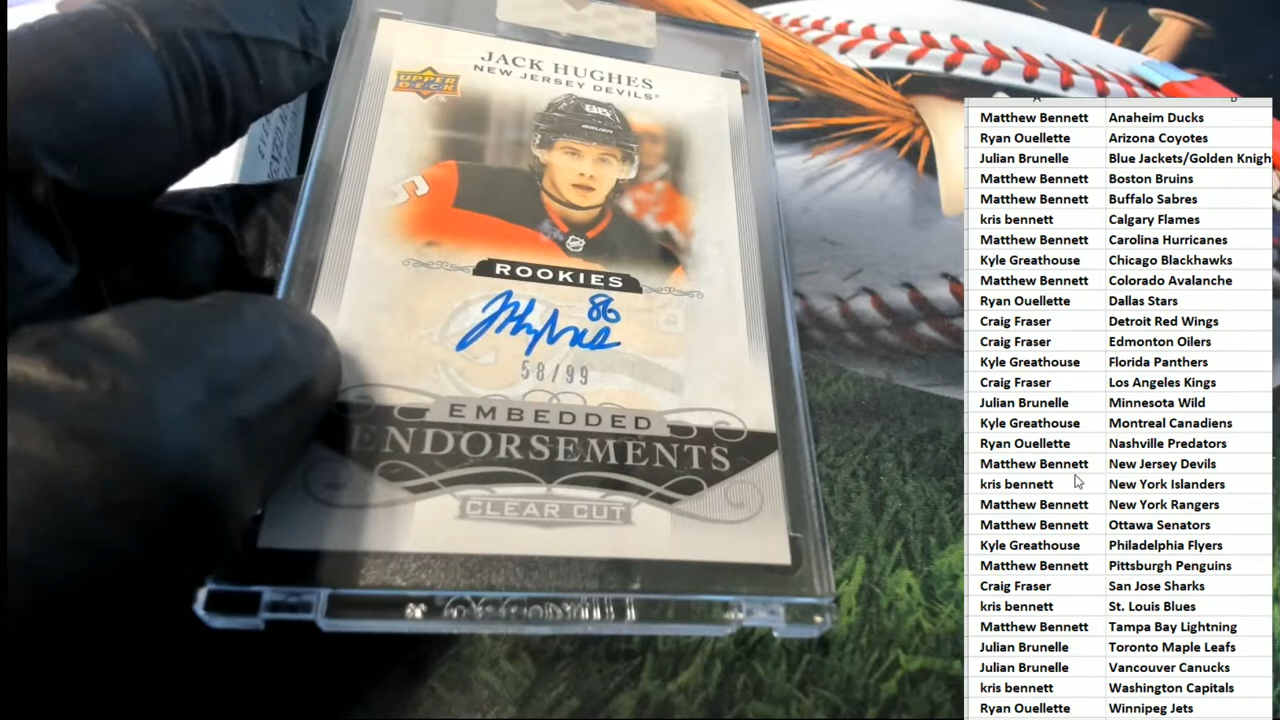 JACK HUGHES
NEW JERSEY DEVILS
UPPER DECK
86
BAUER
ROOKIES
JHughes 86
58/99
EMBEDDED
ENDORSEMENTS
CLEAR CUT
A B
Matthew Bennett Anaheim Ducks
Ryan Ouellette Arizona Coyotes
Julian Brunelle Blue Jackets/Golden Knigh
Matthew Bennett Boston Bruins
Matthew Bennett Buffalo Sabres
kris bennett Calgary Flames
Matthew Bennett Carolina Hurricanes
Kyle Greathouse Chicago Blackhawks
Matthew Bennett Colorado Avalanche
Ryan Ouellette Dallas Stars
Craig Fraser Detroit Red Wings
Craig Fraser Edmonton Oilers
Kyle Greathouse Florida Panthers
Craig Fraser Los Angeles Kings
Julian Brunelle Minnesota Wild
Kyle Greathouse Montreal Canadiens
Ryan Ouellette Nashville Predators
Matthew Bennett New Jersey Devils
kris bennett New York Islanders
Matthew Bennett New York Rangers
Matthew Bennett Ottawa Senators
Kyle Greathouse Philadelphia Flyers
Matthew Bennett Pittsburgh Penguins
Craig Fraser San Jose Sharks
kris bennett St. Louis Blues
Matthew Bennett Tampa Bay Lightning
Julian Brunelle Toronto Maple Leafs
Julian Brunelle Vancouver Canucks
kris bennett Washington Capitals
Ryan Ouellette Winnipeg Jets